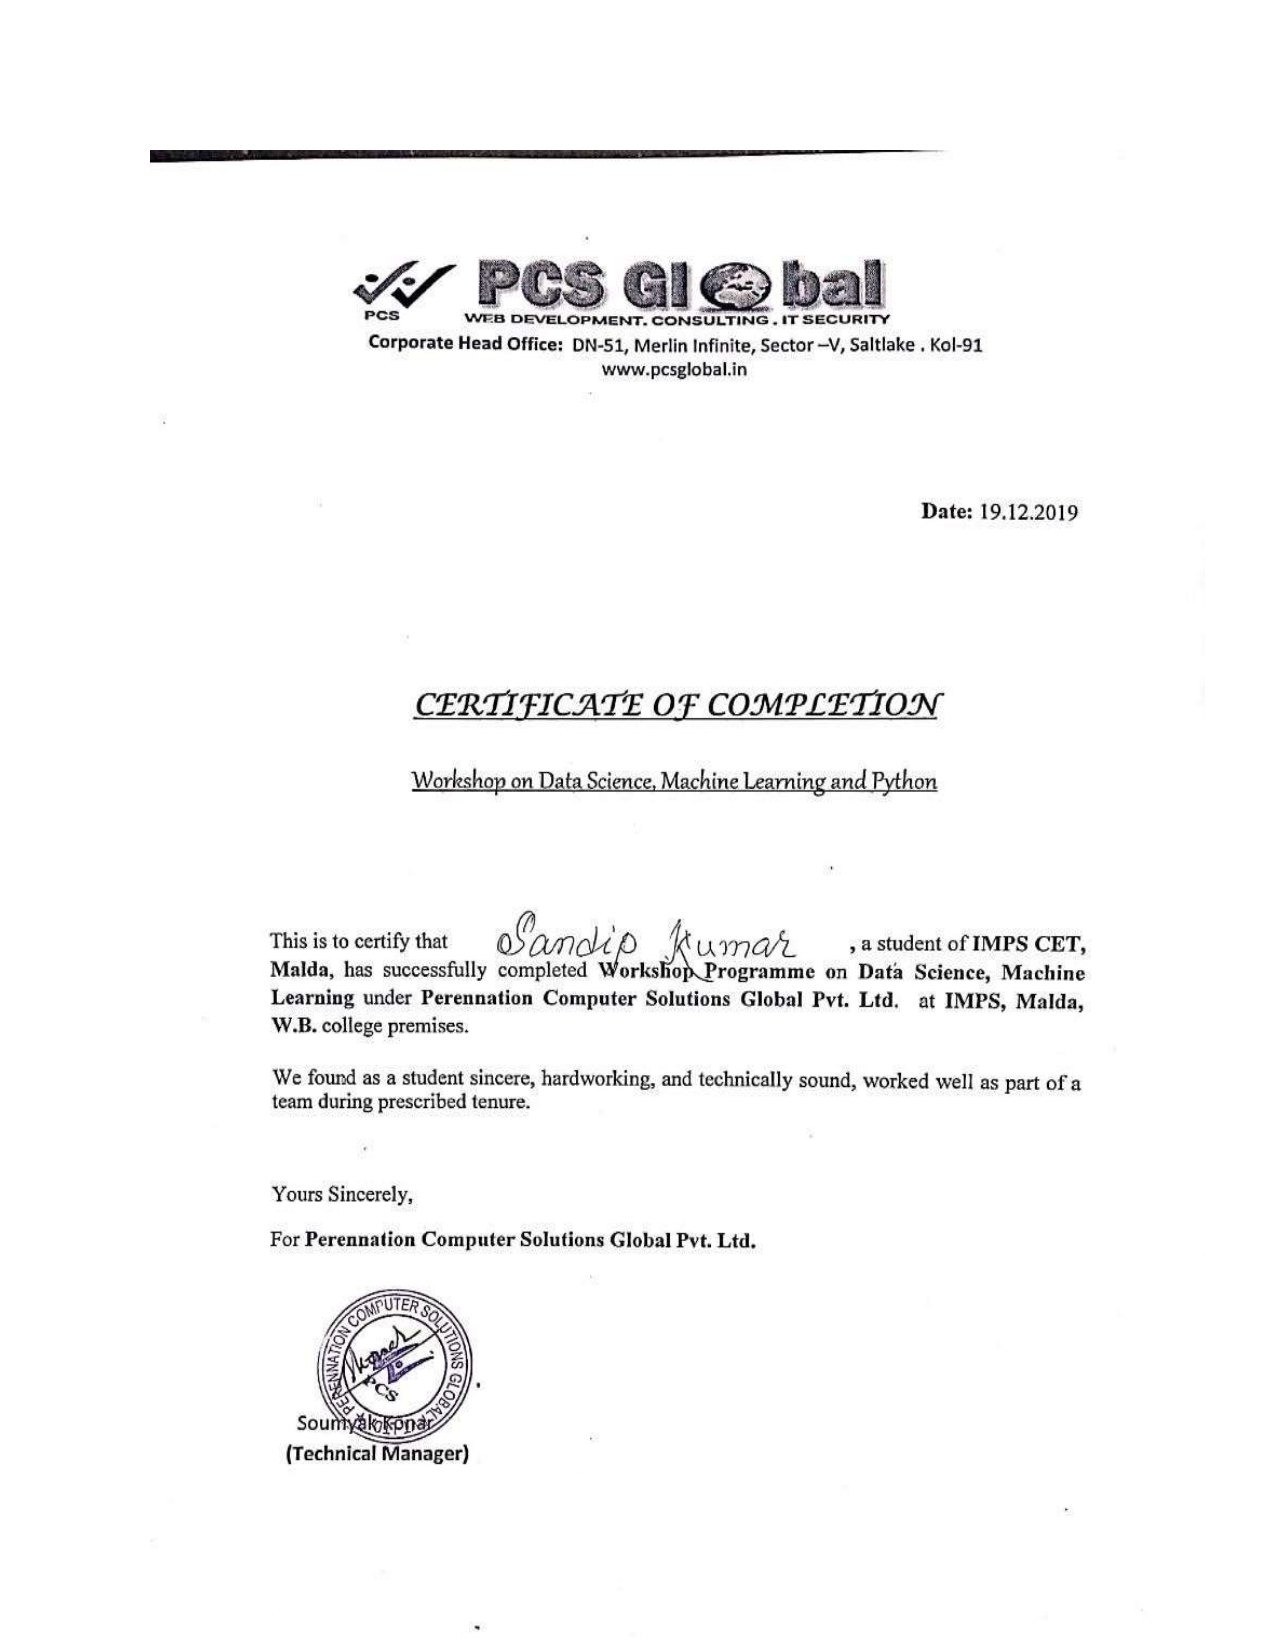 PCS Global
PCS
WEB DEVELOPMENT. CONSULTING. IT SECURITY
Corporate Head Office: DN-51, Merlin Infinite, Sector –V, Saltlake . Kol-91
www.pcsglobal.in
Date: 19.12.2019
CERTIFICATE OF COMPLETION
Workshop on Data Science, Machine Learning and Python
This is to certify that Sandip Kumar , a student of IMPS CET,
Malda, has successfully completed Workshop Programme on Data Science, Machine
Learning under Perennation Computer Solutions Global Pvt. Ltd. at IMPS, Malda,
W.B. college premises.
We found as a student sincere, hardworking, and technically sound, worked well as part of a
team during prescribed tenure.
Yours Sincerely,
For Perennation Computer Solutions Global Pvt. Ltd.
PERENNATION COMPUTER SOLUTIONS GLOBAL
PCS
Soumyak Konar
(Technical Manager)